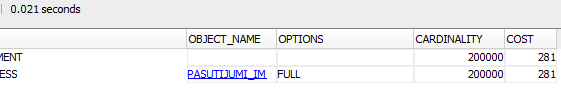 0.021 seconds
OBJECT_NAME OPTIONS CARDINALITY COST
MENT 200000 281
ESS PASUTIJUMI_IM FULL 200000 281